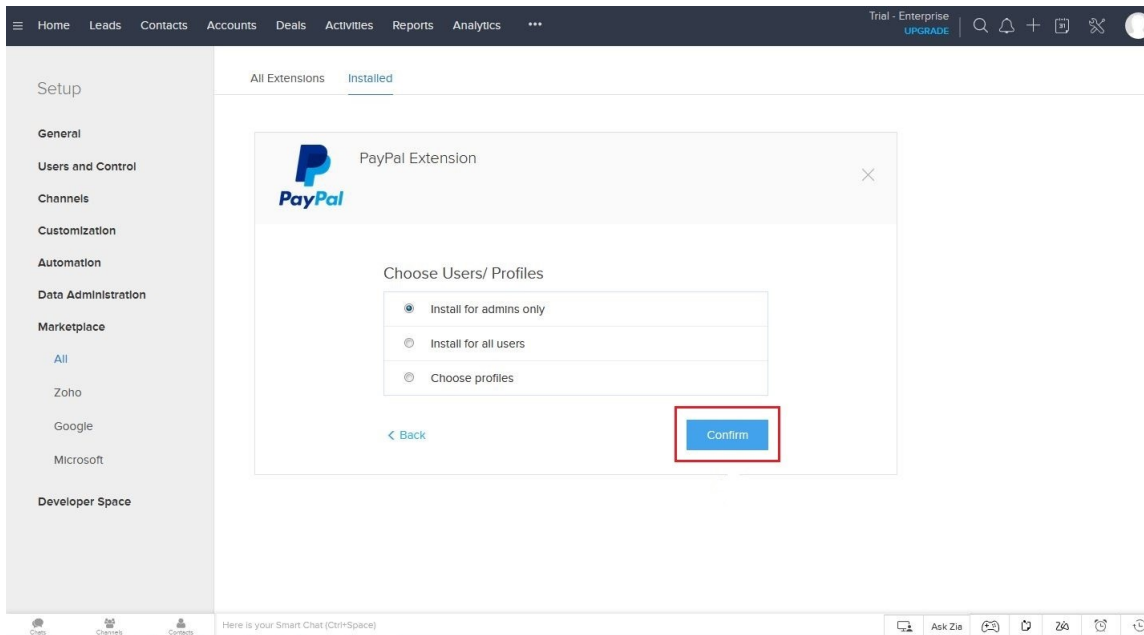 Home Leads Contacts Accounts Deals Activities Reports Analytics ••• Trial - Enterprise
UPGRADE
31
Setup
All Extensions Installed
General
Users and Control
Channels
Customization
Automation
Data Administration
Marketplace
All
Zoho
Google
Microsoft
Developer Space
PayPal
PayPal Extension
Choose Users/ Profiles
Install for admins only
Install for all users
Choose profiles
< Back Confirm
Chats Channels Contacts Here is your Smart Chat (Ctrl+Space) Ask Zia